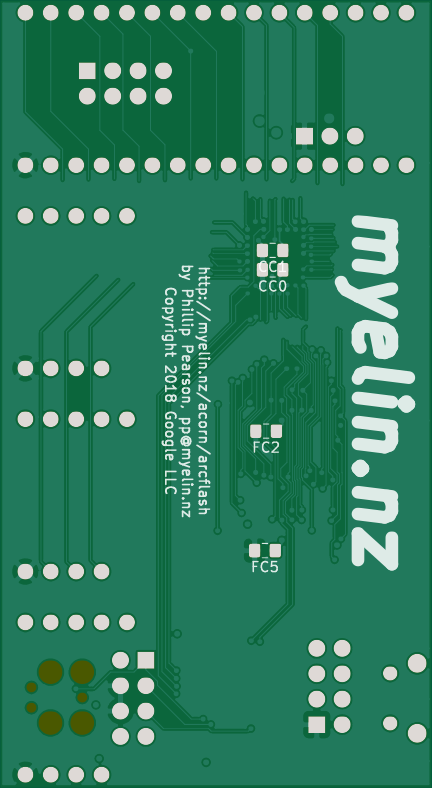 CC1
CC0
myelin.nz
http://myelin.nz/acorn/arcflash
by Phillip Pearson, pp@myelin.nz
Copyright 2018 Google LLC
FC2
FC5